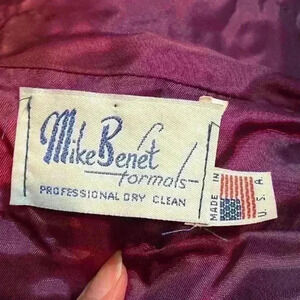 Mike Benet
formals
PROFESSIONAL DRY CLEAN
MADE IN
U.S.A.